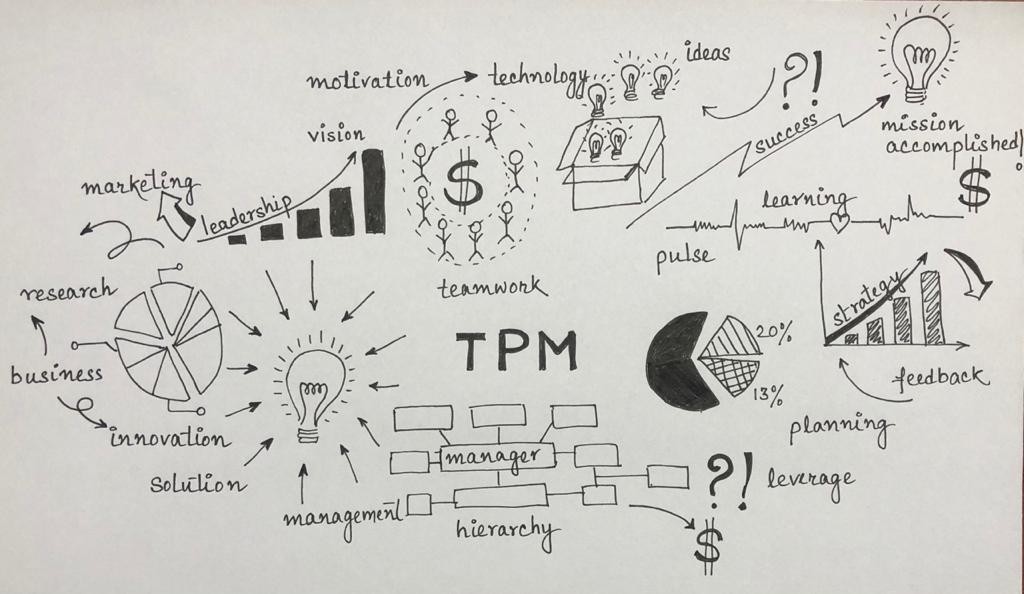 ideas
motivation
technology
?!
vision
success
mission
accomplished!
marketing
$
$
leadership
learning
pulse
teamwork
research
strategy
TPM
20%
business
feedback
13%
innovation
planning
manager
solution
?!
leverage
management
hierarchy
$